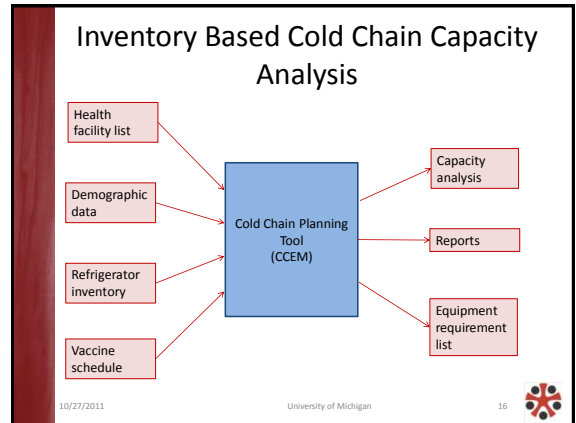 Inventory Based Cold Chain Capacity
Analysis
Health
facility list
Demographic
data
Refrigerator
inventory
Vaccine
schedule
Cold Chain Planning
Tool
(CCEM)
Capacity
analysis
Reports
Equipment
requirement
list
10/27/2011
University of Michigan
16